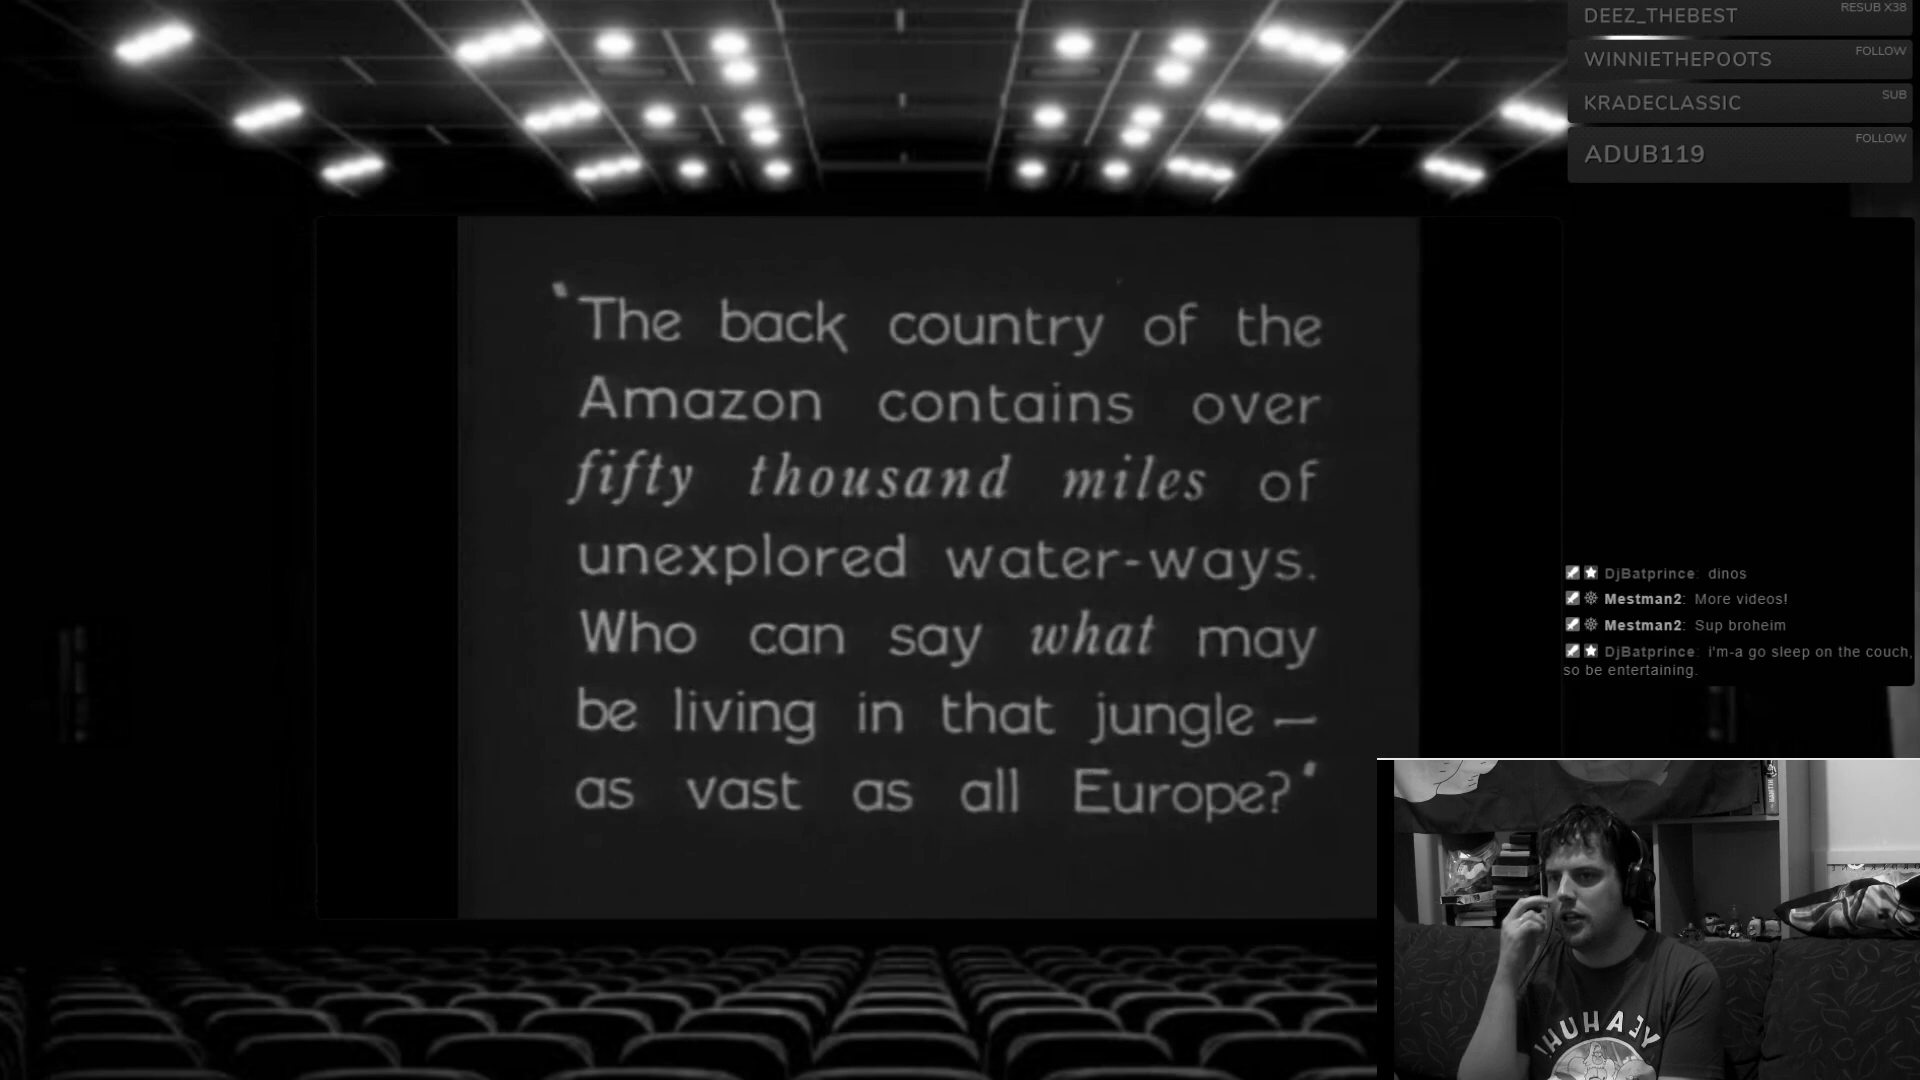 DEEZ_THEBEST
RESUB X38
WINNIETHEPOOTS
FOLLOW
KRADECLASSIC
SUB
ADUB119
FOLLOW
'The back country of the
Amazon contains over
fifty thousand miles of
unexplored water-ways.
Who can say what may
be living in that jungle —
as vast as all Europe?'
DjBatprince: dinos
Mestman2: More videos!
Mestman2: Sup broheim
DjBatprince: i'm-a go sleep on the couch,
so be entertaining.
YEAHUH!